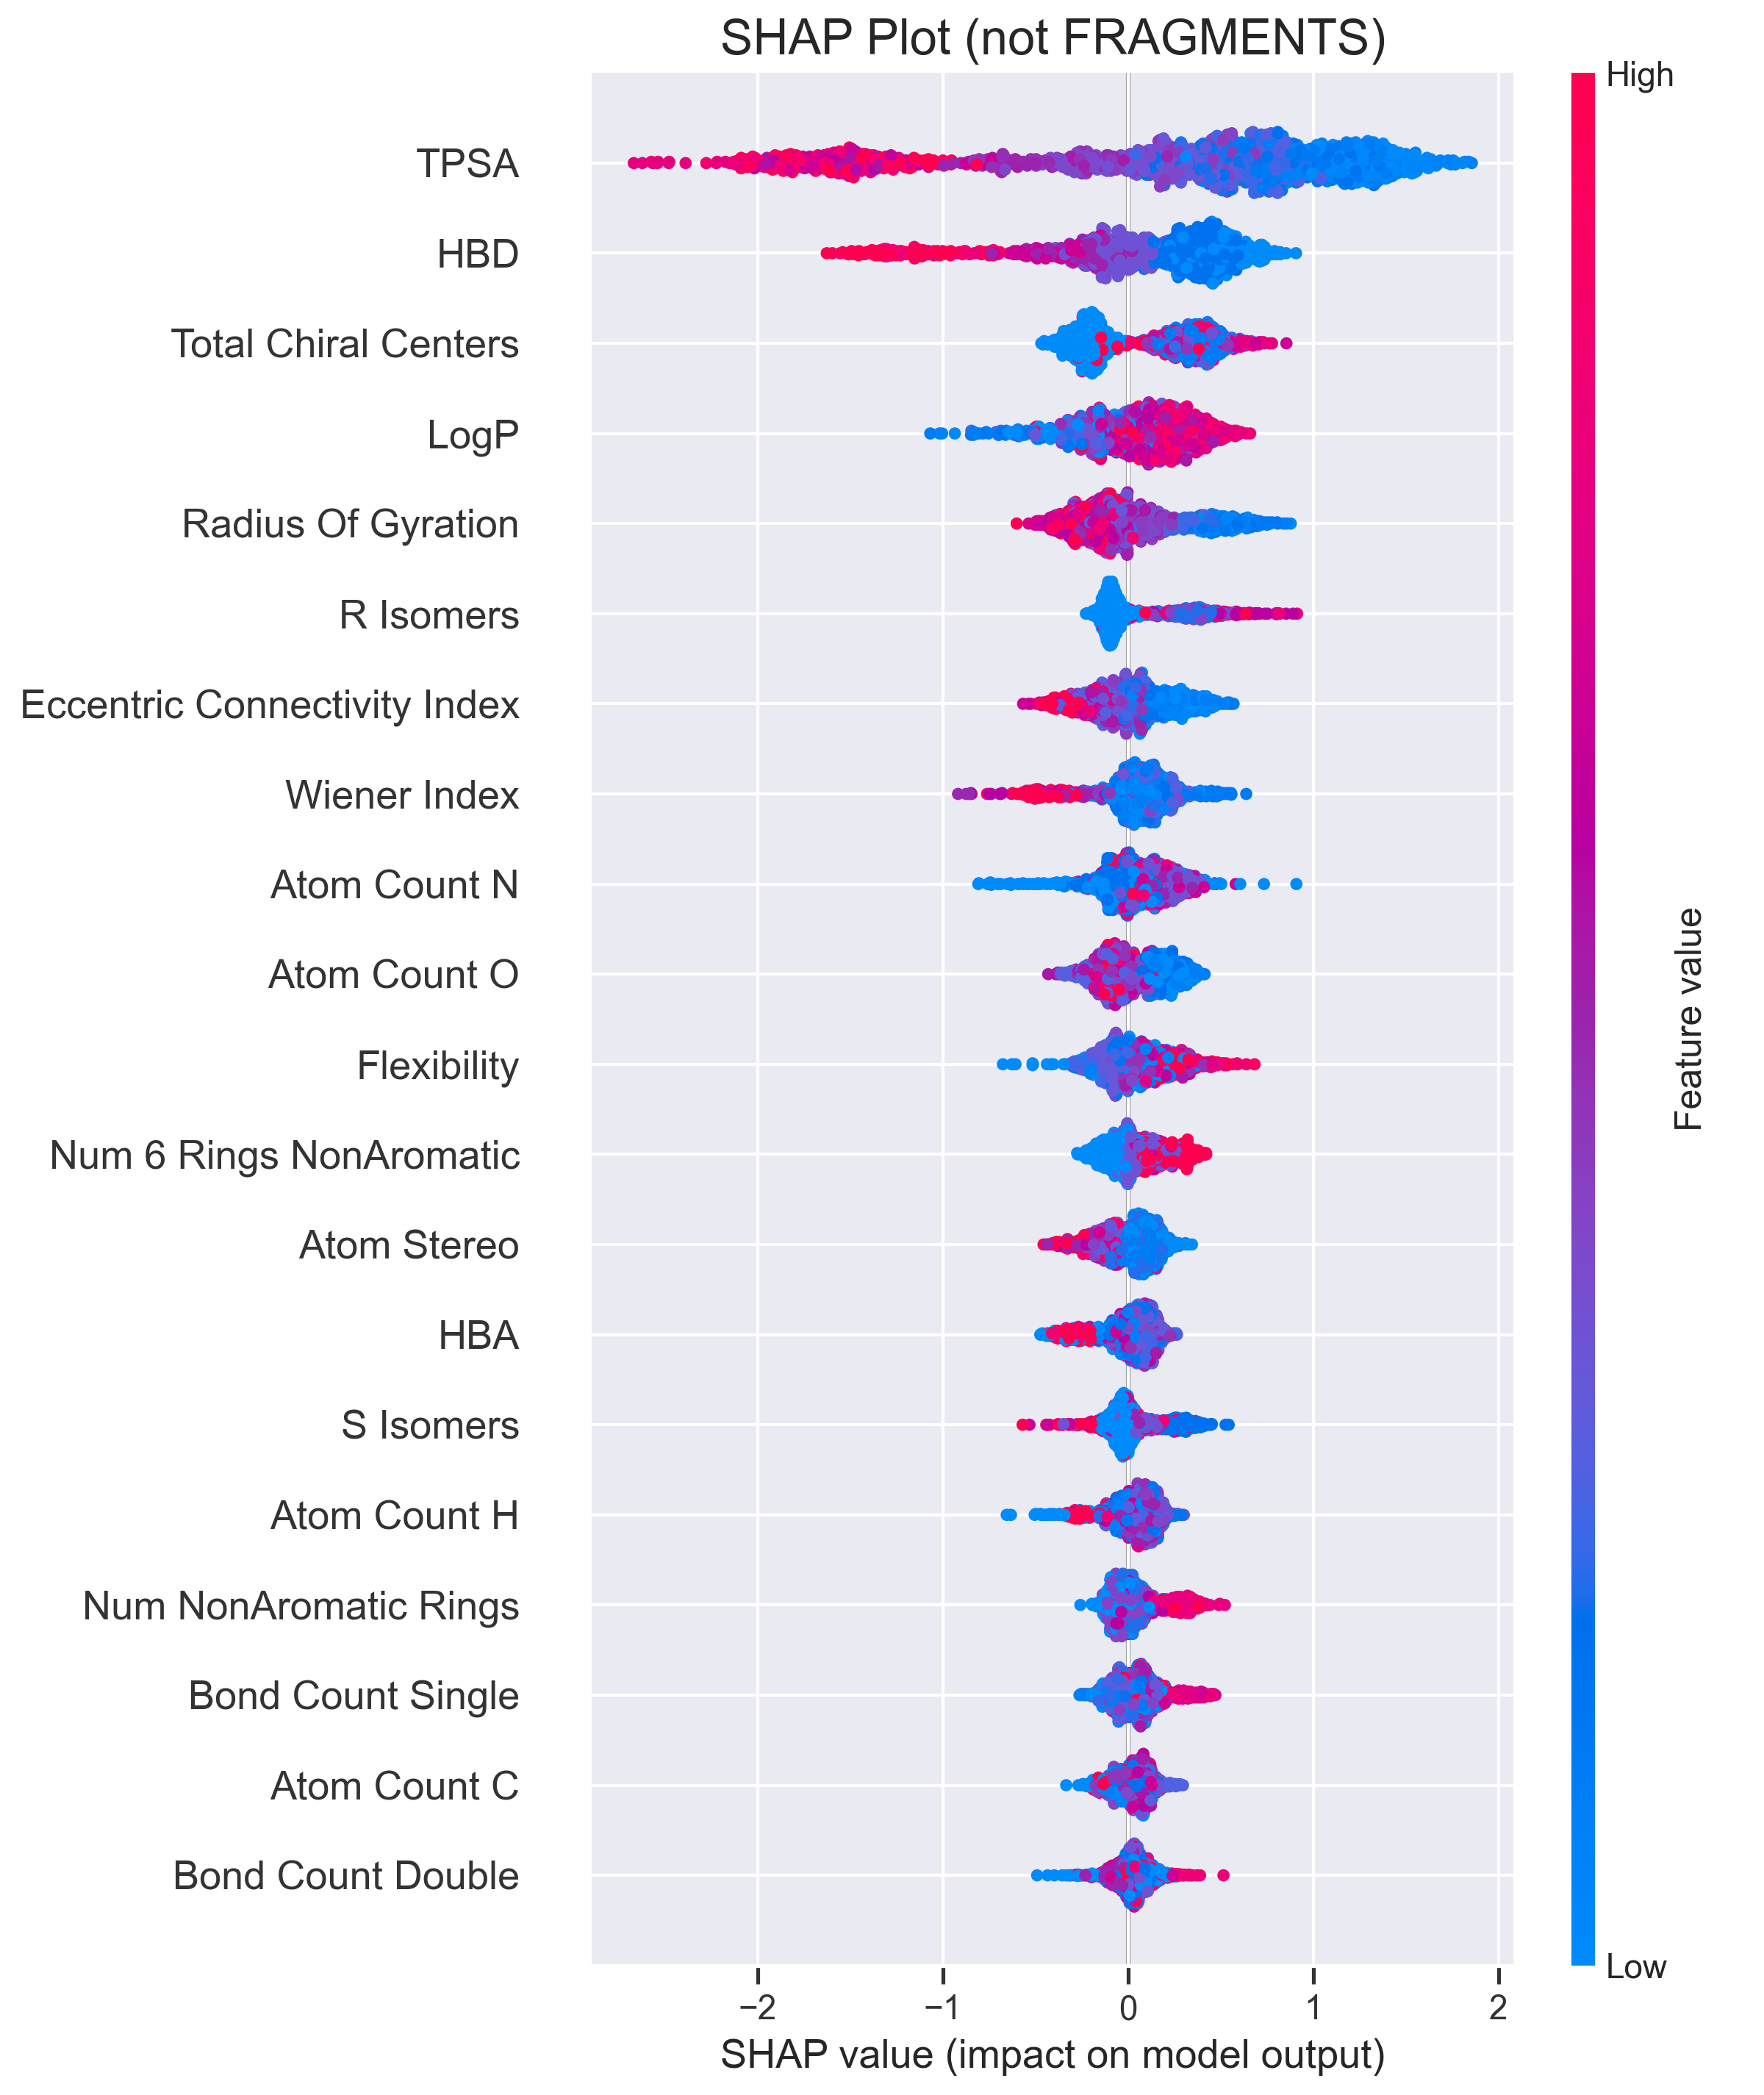 SHAP Plot (not FRAGMENTS)
High
TPSA
HBD
Total Chiral Centers
LogP
Radius Of Gyration
R Isomers
Eccentric Connectivity Index
Wiener Index
Atom Count N
Atom Count O
Flexibility
Num 6 Rings NonAromatic
Atom Stereo
HBA
S Isomers
Atom Count H
Num NonAromatic Rings
Bond Count Single
Atom Count C
Bond Count Double
Feature value
Low
−2 −1 0 1 2
SHAP value (impact on model output)